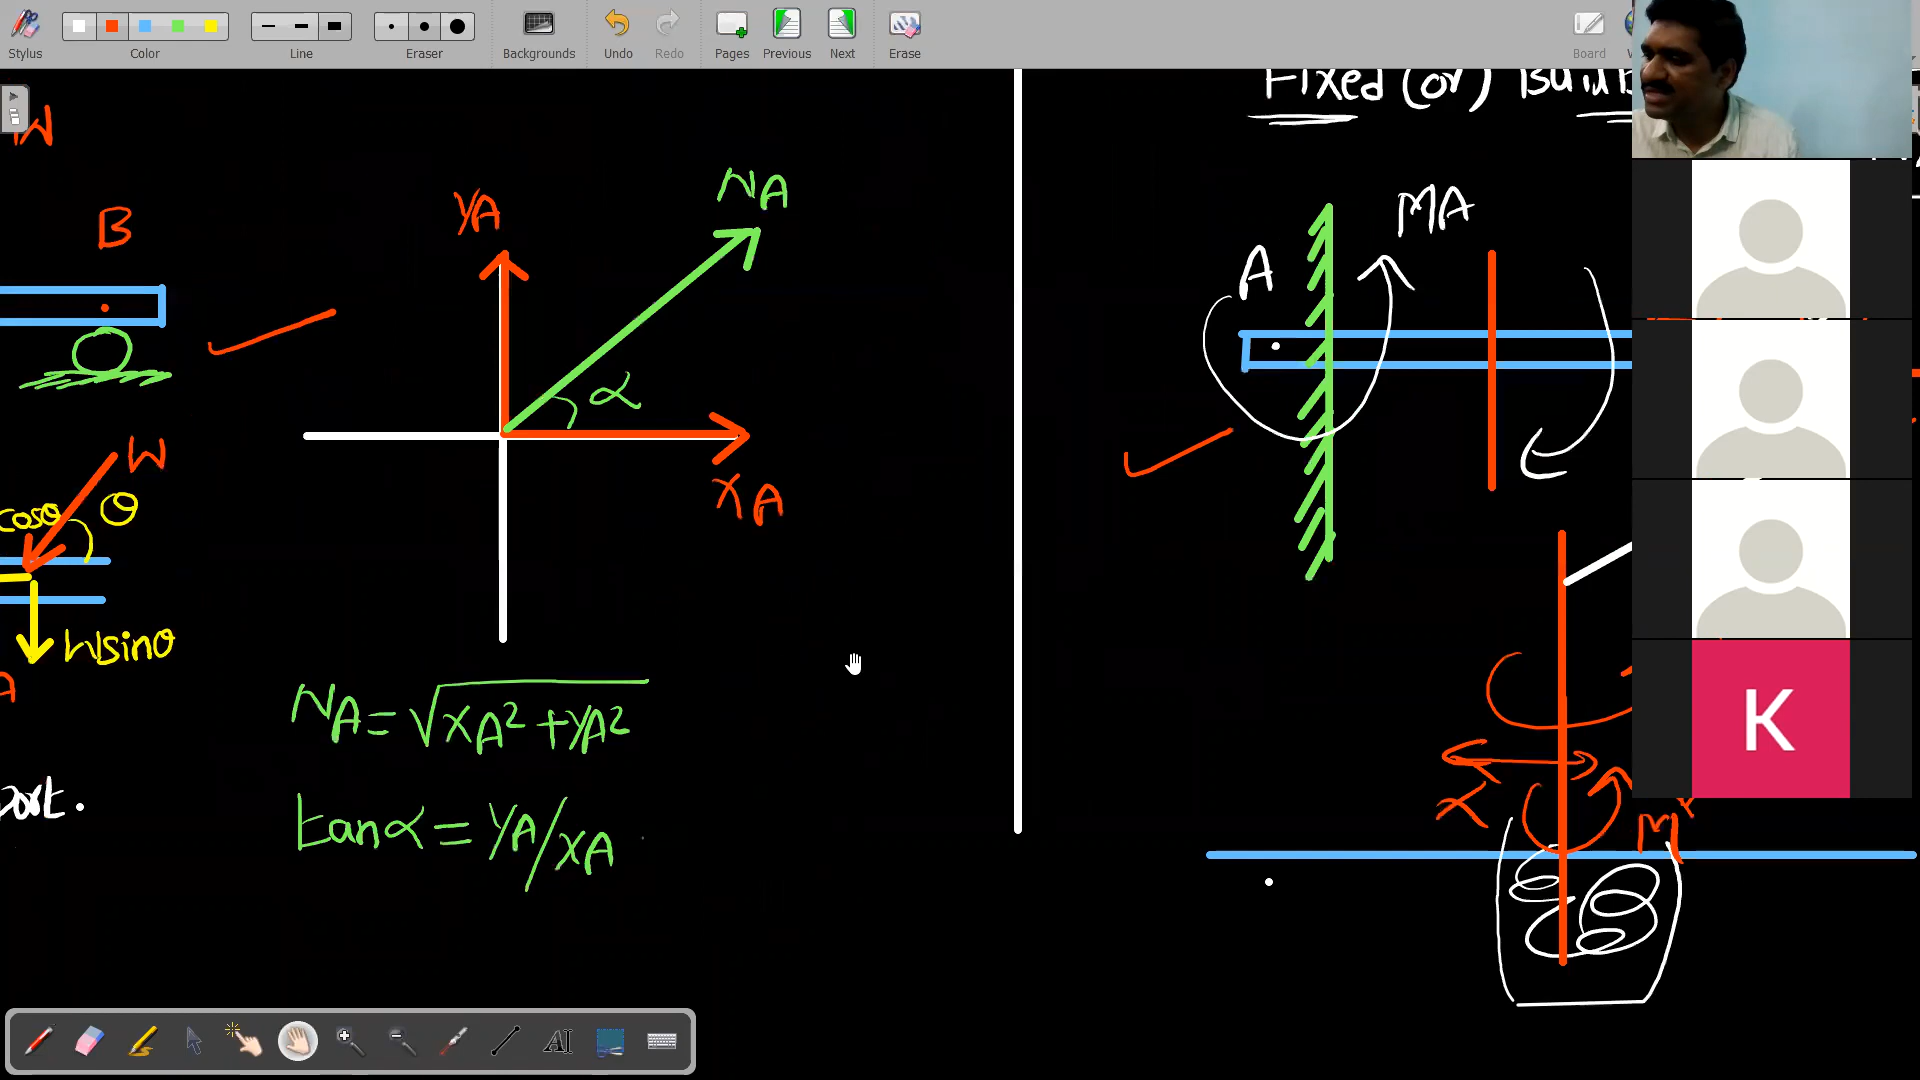 Stylus
Color
Line
Eraser
Backgrounds
Undo
Redo
Pages
Previous
Next
Erase
Board
Fixed (or)
W
B
YA
NA
α
XA
W
θ
cosθ
Wsinθ
NA = √XA² + YA²
tanα = YA/XA
A
MA
X
M
K